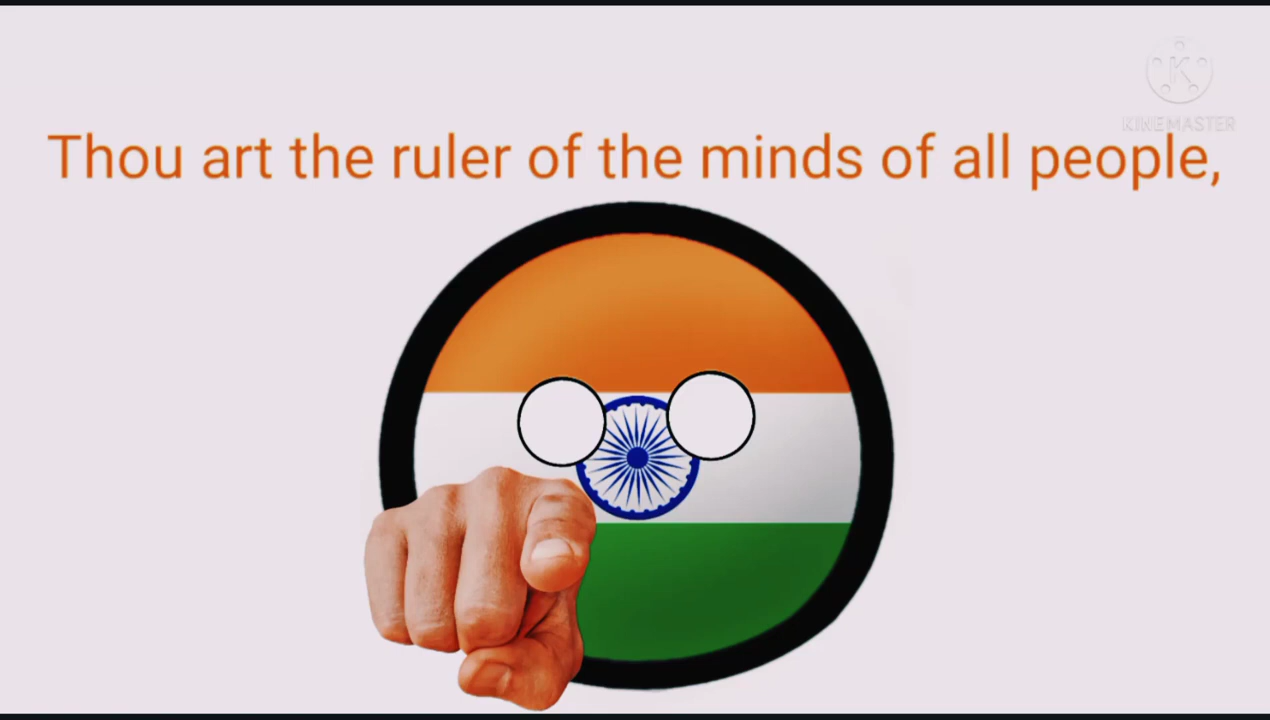 KINEMASTER
Thou art the ruler of the minds of all people,